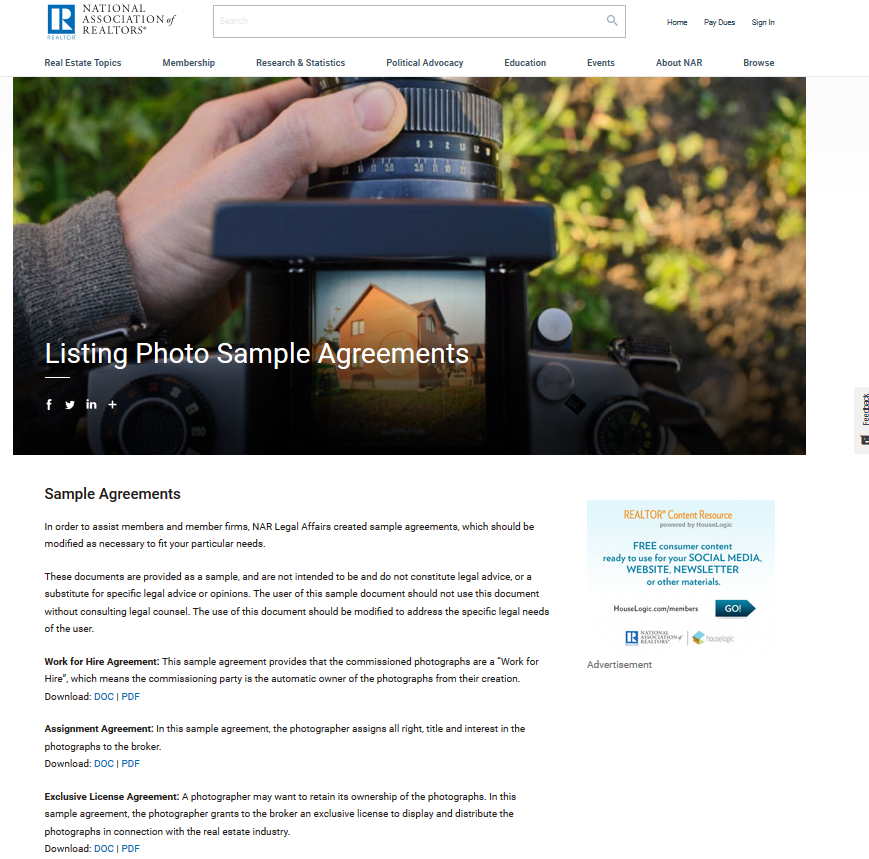 NATIONAL
ASSOCIATION of
REALTORS®
REALTOR
Search
Home Pay Dues Sign In
Real Estate Topics Membership Research & Statistics Political Advocacy Education Events About NAR Browse
Listing Photo Sample Agreements
Feedback
Sample Agreements
In order to assist members and member firms, NAR Legal Affairs created sample agreements, which should be
modified as necessary to fit your particular needs.
These documents are provided as a sample, and are not intended to be and do not constitute legal advice, or a
substitute for specific legal advice or opinions. The user of this sample document should not use this document
without consulting legal counsel. The use of this document should be modified to address the specific legal needs
of the user.
Work for Hire Agreement: This sample agreement provides that the commissioned photographs are a "Work for
Hire", which means the commissioning party is the automatic owner of the photographs from their creation.
Download: DOC | PDF
Assignment Agreement: In this sample agreement, the photographer assigns all right, title and interest in the
photographs to the broker.
Download: DOC | PDF
Exclusive License Agreement: A photographer may want to retain its ownership of the photographs. In this
sample agreement, the photographer grants to the broker an exclusive license to display and distribute the
photographs in connection with the real estate industry.
Download: DOC | PDF
REALTOR® Content Resource
powered by HouseLogic
FREE consumer content
ready to use for your SOCIAL MEDIA,
WEBSITE, NEWSLETTER
or other materials.
HouseLogic.com/members GO!
NATIONAL
ASSOCIATION of
REALTORS®
houselogic
Advertisement